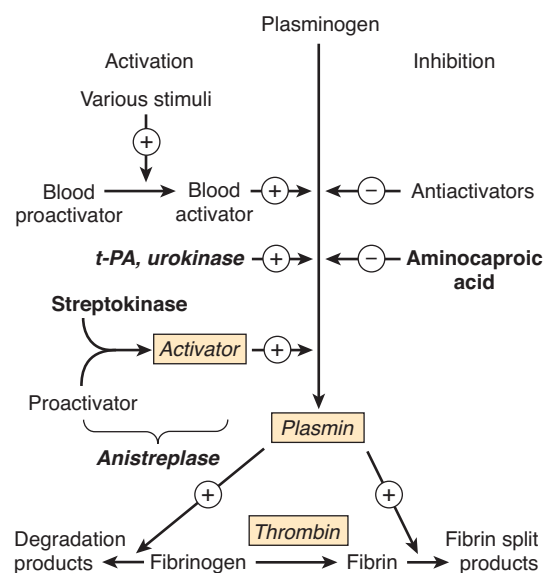 Plasminogen
Activation
Inhibition
Various stimuli
+
Blood
proactivator
Blood
activator
+
−
Antiactivators
t-PA, urokinase
+
−
Aminocaproic
acid
Streptokinase
Activator
+
Proactivator
Anistreplase
Plasmin
+
+
Thrombin
Degradation
products
Fibrinogen
Fibrin
Fibrin split
products